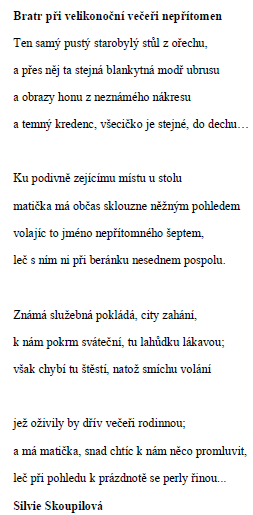 Bratr při velikonoční večeři nepřítomen
Ten samý pustý starobylý stůl z ořechu,
a přes něj ta stejná blankytná modř ubrusu
a obrazy honu z neznámého nákresu
a temný kredenc, všecičko je stejné, do dechu…
Ku podivně zejícímu místu u stolu
matička má občas sklouzne něžným pohledem
volajíc to jméno nepřítomného šeptem,
leč s ním ni při beránku nesednem pospolu.
Známá služebná pokládá, city zahání,
k nám pokrm sváteční, tu lahůdku lákavou;
však chybí tu štěstí, natož smíchu volání
jež oživily by dřív večeři rodinnou;
a má matička, snad chtíc k nám něco promluvit,
leč při pohledu k prázdnotě se perly řinou...
Silvie Skoupilová